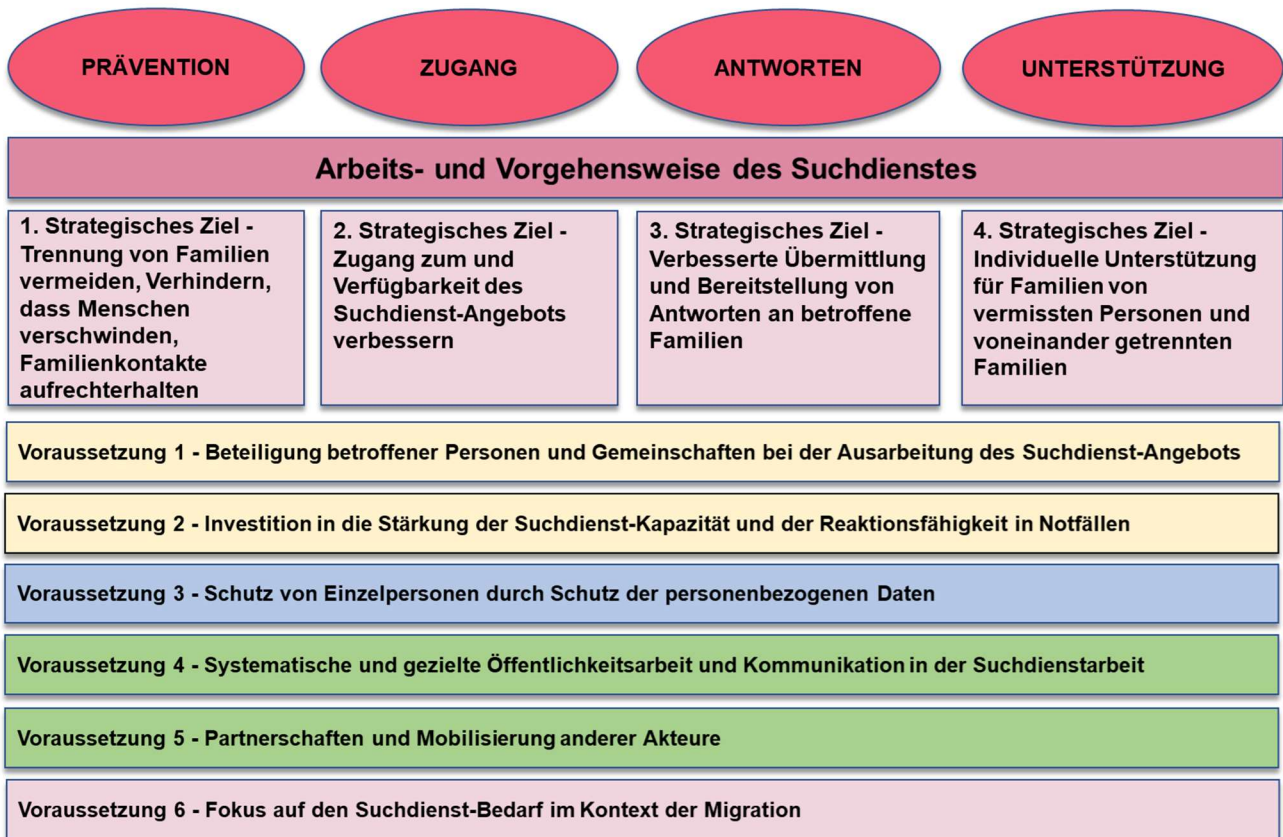 PRÄVENTION
ZUGANG
ANTWORTEN
UNTERSTÜTZUNG
Arbeits- und Vorgehensweise des Suchdienstes
1. Strategisches Ziel -
Trennung von Familien
vermeiden, Verhindern,
dass Menschen
verschwinden,
Familienkontakte
aufrechterhalten
2. Strategisches Ziel -
Zugang zum und
Verfügbarkeit des
Suchdienst-Angebots
verbessern
3. Strategisches Ziel -
Verbesserte Übermittlung
und Bereitstellung von
Antworten an betroffene
Familien
4. Strategisches Ziel -
Individuelle Unterstützung
für Familien von
vermissten Personen und
voneinander getrennten
Familien
Voraussetzung 1 - Beteiligung betroffener Personen und Gemeinschaften bei der Ausarbeitung des Suchdienst-Angebots
Voraussetzung 2 - Investition in die Stärkung der Suchdienst-Kapazität und der Reaktionsfähigkeit in Notfällen
Voraussetzung 3 - Schutz von Einzelpersonen durch Schutz der personenbezogenen Daten
Voraussetzung 4 - Systematische und gezielte Öffentlichkeitsarbeit und Kommunikation in der Suchdienstarbeit
Voraussetzung 5 - Partnerschaften und Mobilisierung anderer Akteure
Voraussetzung 6 - Fokus auf den Suchdienst-Bedarf im Kontext der Migration